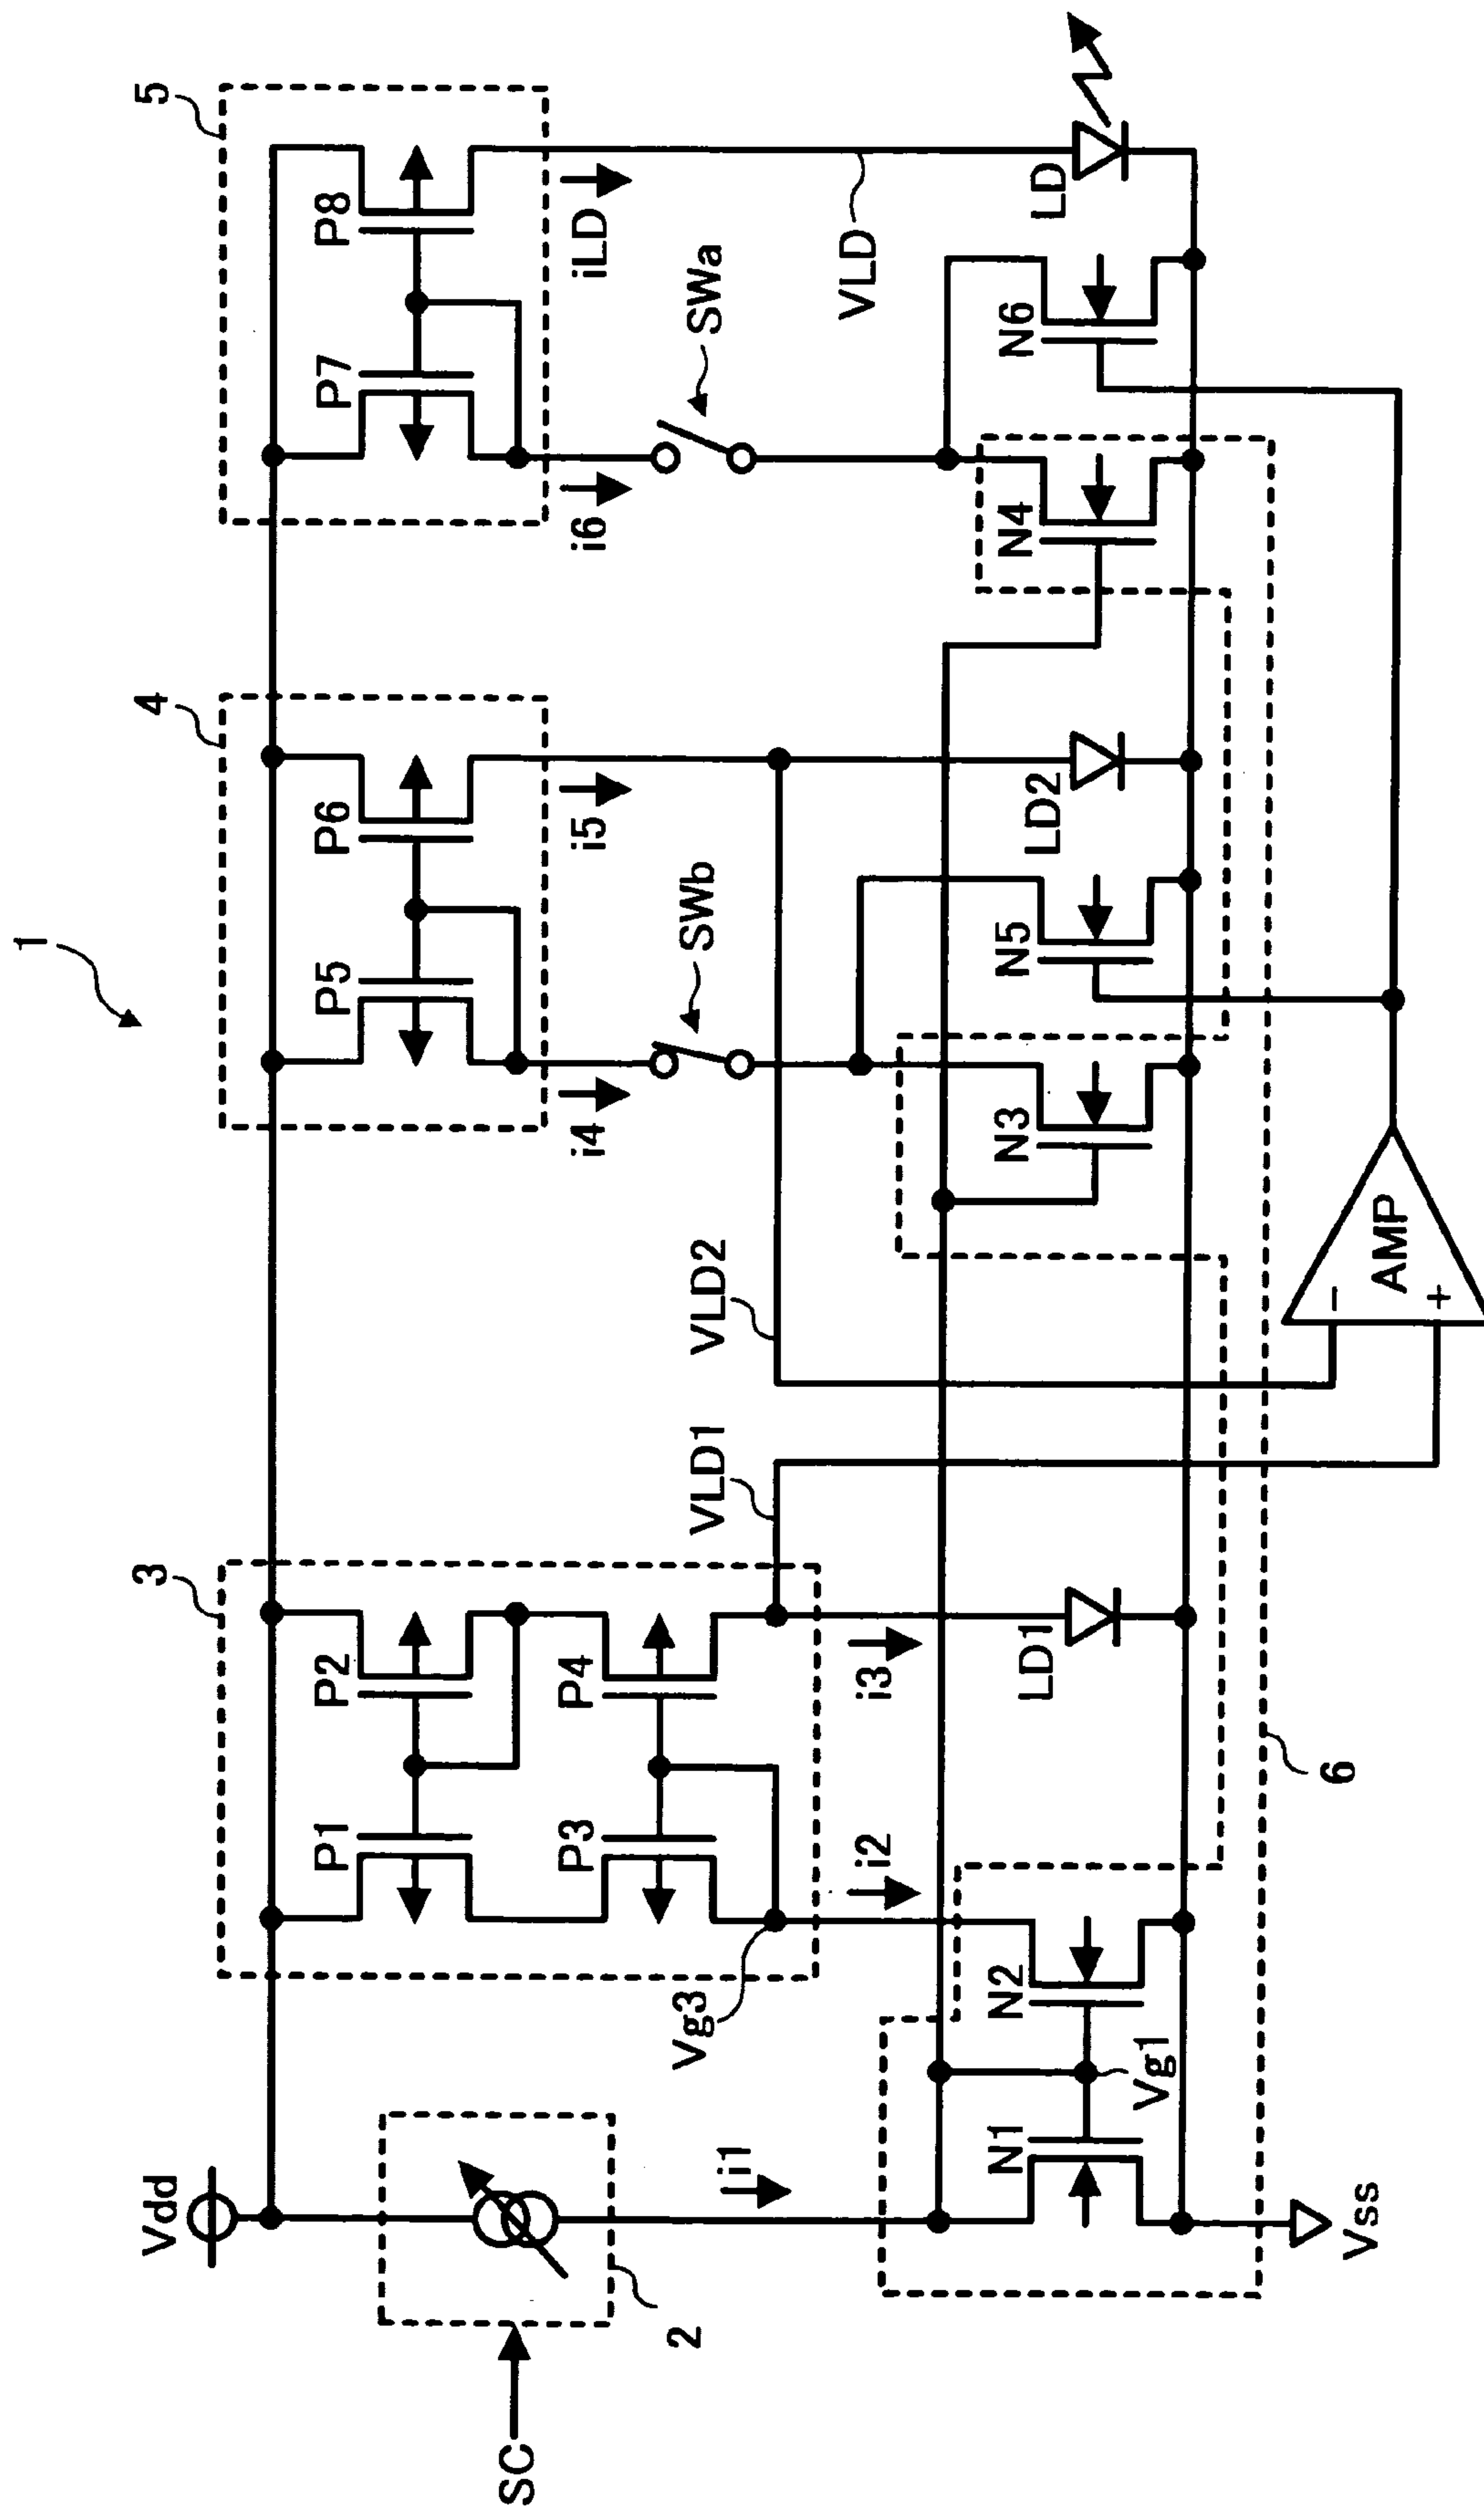 1
Vdd
SC
2
i1
3
P1
P2
P3
P4
Vg3
i2
i3
VLD1
VLD2
4
P5
P6
i4
i5
SWb
5
P7
P8
i6
iLD
SWa
VLD
N1
N2
Vg1
LD1
N3
N5
LD2
N4
N6
LD
Vss
6
AMP
−
+